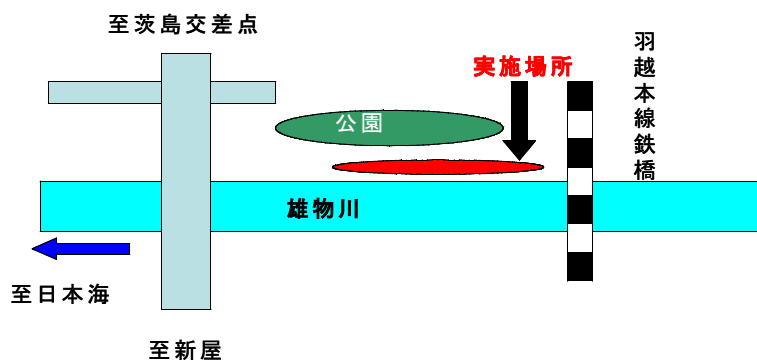 至茨島交差点
実施場所
羽越本線鉄橋
公園
雄物川
至日本海
至新屋